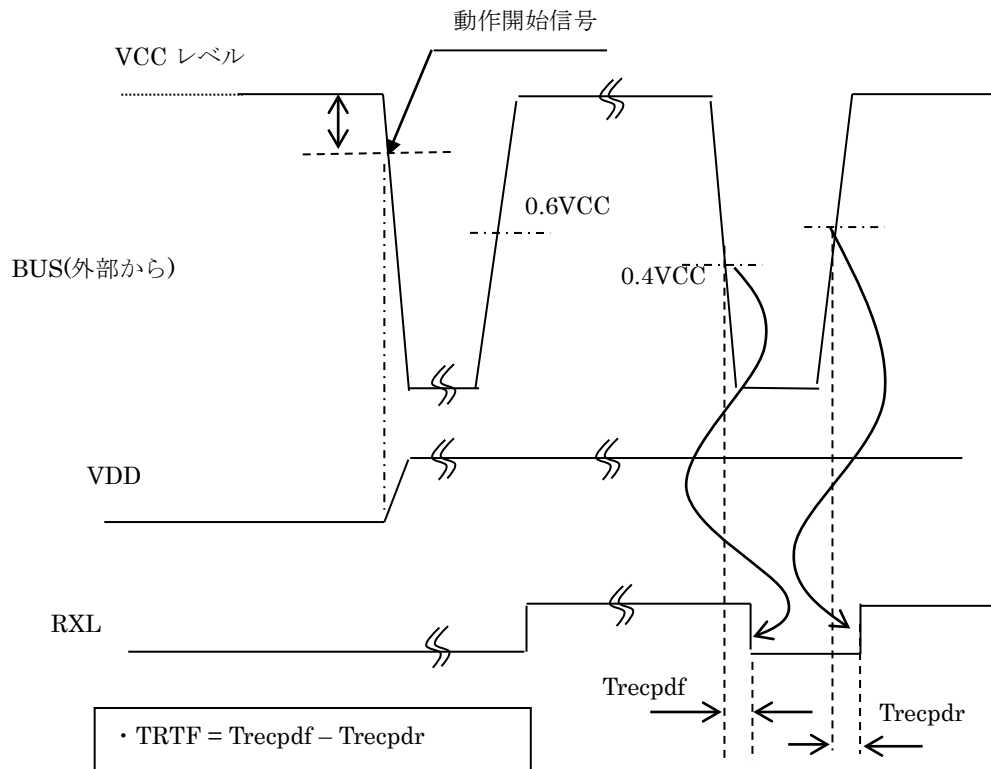 動作開始信号
VCC レベル
0.6VCC
BUS(外部から)
0.4VCC
VDD
RXL
Trecpdf
Trecpdr
・TRTF = Trecpdf – Trecpdr